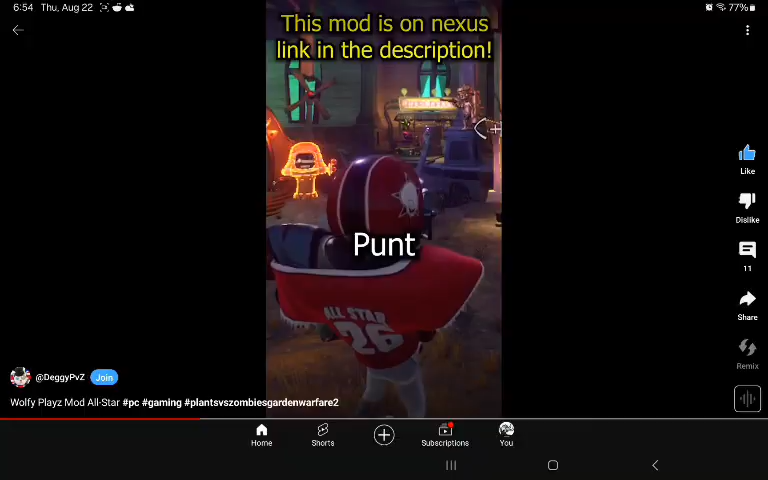 6:54 Thu, Aug 22
77%
This mod is on nexus
link in the description!
Punt
ALL STAR
26
Like
Dislike
11
Share
Remix
@DeggyPvZ Join
Wolfy Playz Mod All-Star #pc #gaming #plantsvszombiesgardenwarfare2
Home Shorts Subscriptions You